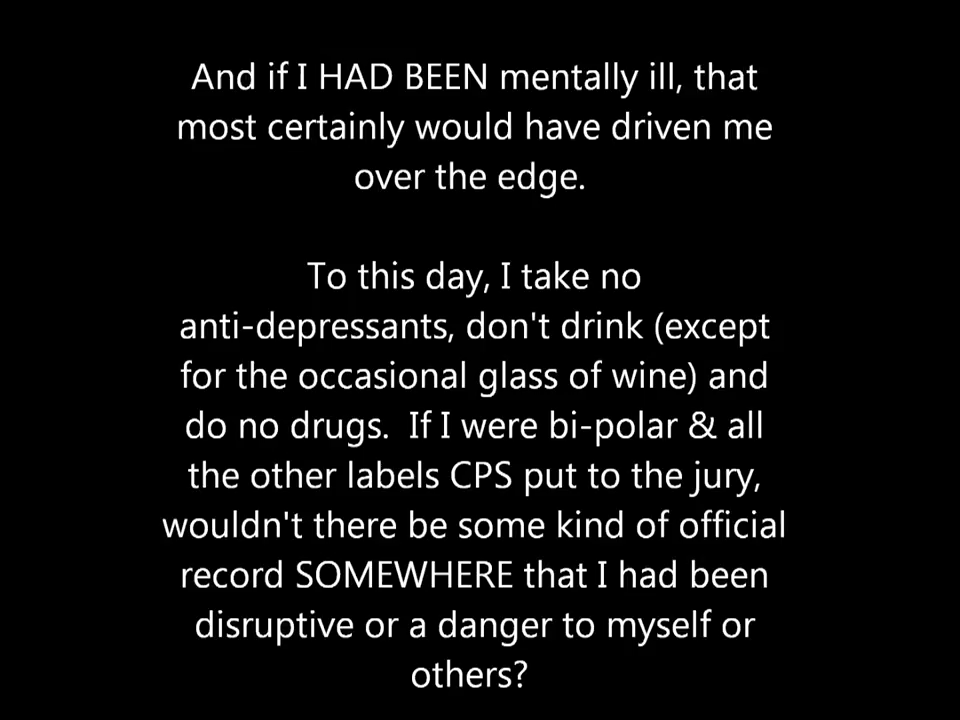 And if I HAD BEEN mentally ill, that
most certainly would have driven me
over the edge.
To this day, I take no
anti-depressants, don't drink (except
for the occasional glass of wine) and
do no drugs.  If I were bi-polar & all
the other labels CPS put to the jury,
wouldn't there be some kind of official
record SOMEWHERE that I had been
disruptive or a danger to myself or
others?